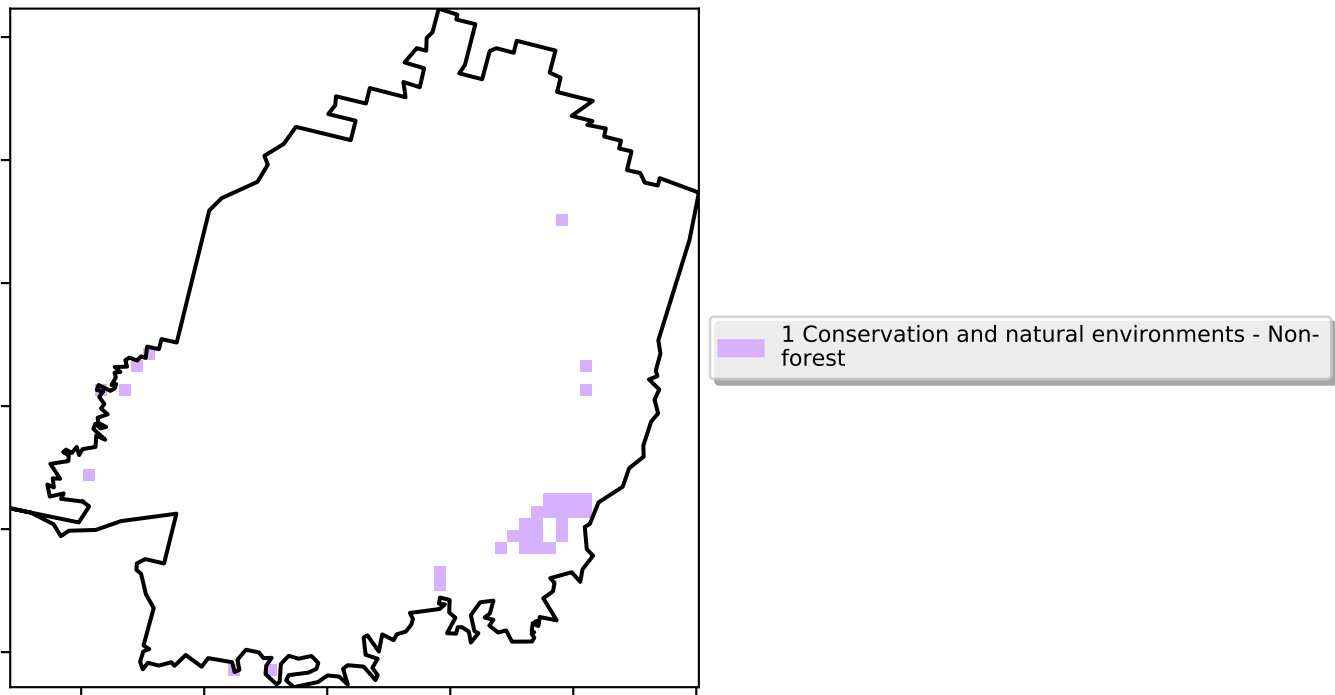 1 Conservation and natural environments - Non-
forest